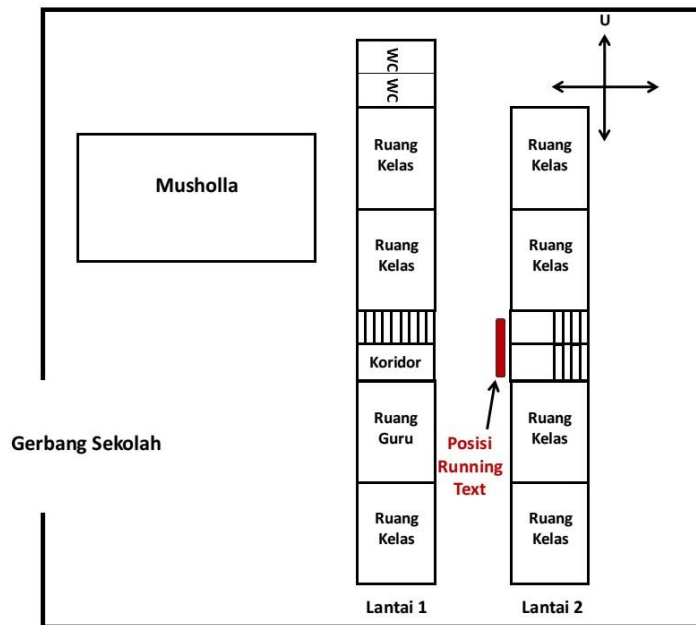 U
WC
WC
Ruang
Kelas
Ruang
Kelas
Musholla
Ruang
Kelas
Ruang
Kelas
Koridor
Gerbang Sekolah
Ruang
Guru
Posisi
Running
Text
Ruang
Kelas
Ruang
Kelas
Ruang
Kelas
Lantai 1
Lantai 2